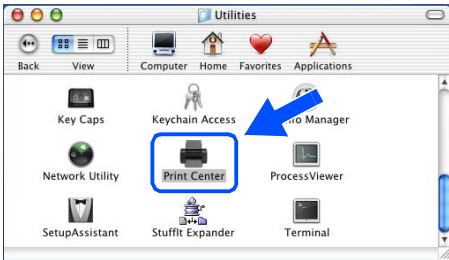 Utilities
Back View Computer Home Favorites Applications
Key Caps Keychain Access Manager
Network Utility Print Center ProcessViewer
SetupAssistant StuffIt Expander Terminal